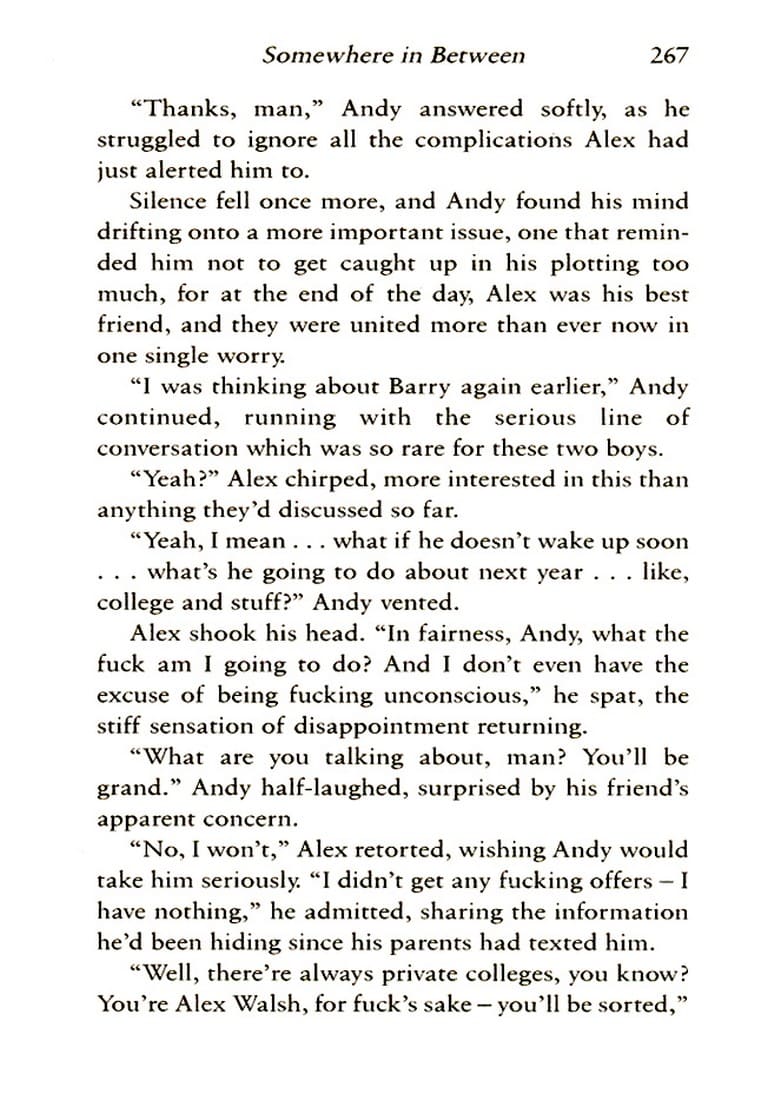 Somewhere in Between 267
“Thanks, man,” Andy answered softly, as he
struggled to ignore all the complications Alex had
just alerted him to.
Silence fell once more, and Andy found his mind
drifting onto a more important issue, one that remin-
ded him not to get caught up in his plotting too
much, for at the end of the day, Alex was his best
friend, and they were united more than ever now in
one single worry.
“I was thinking about Barry again earlier,” Andy
continued, running with the serious line of
conversation which was so rare for these two boys.
“Yeah?” Alex chirped, more interested in this than
anything they’d discussed so far.
“Yeah, I mean . . . what if he doesn’t wake up soon
. . . what’s he going to do about next year . . . like,
college and stuff?” Andy vented.
Alex shook his head. “In fairness, Andy, what the
fuck am I going to do? And I don’t even have the
excuse of being fucking unconscious,” he spat, the
stiff sensation of disappointment returning.
“What are you talking about, man? You’ll be
grand.” Andy half-laughed, surprised by his friend’s
apparent concern.
“No, I won’t,” Alex retorted, wishing Andy would
take him seriously. “I didn’t get any fucking offers – I
have nothing,” he admitted, sharing the information
he’d been hiding since his parents had texted him.
“Well, there’re always private colleges, you know?
You’re Alex Walsh, for fuck’s sake – you’ll be sorted,”